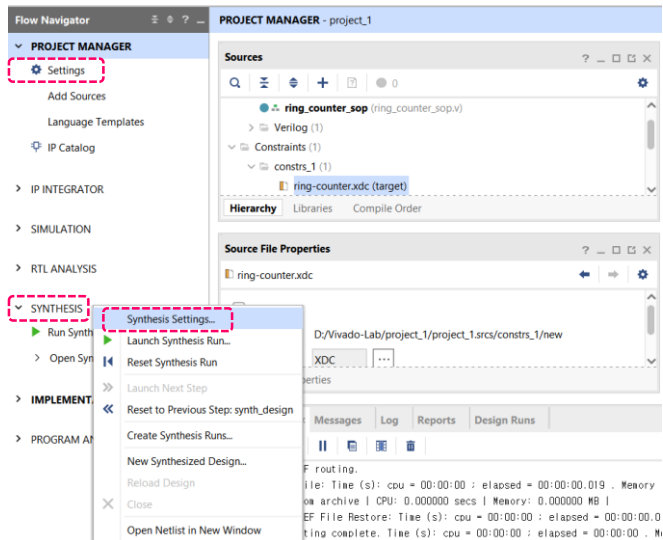 Flow Navigator
PROJECT MANAGER - project_1
PROJECT MANAGER
Settings
Add Sources
Language Templates
IP Catalog
IP INTEGRATOR
SIMULATION
RTL ANALYSIS
SYNTHESIS
Run Synth
Open Syn
IMPLEMENT
PROGRAM AN
Synthesis Settings...
Launch Synthesis Run...
Reset Synthesis Run
Launch Next Step
Reset to Previous Step: synth_design
Create Synthesis Runs...
New Synthesized Design...
Reload Design
Close
Open Netlist in New Window
Sources
0
ring_counter_sop (ring_counter_sop.v)
Verilog (1)
Constraints (1)
constrs_1 (1)
ring-counter.xdc (target)
Hierarchy Libraries Compile Order
Source File Properties
ring-counter.xdc
D:/Vivado-Lab/project_1/project_1.srcs/constrs_1/new
XDC ...
perties
Messages Log Reports Design Runs
F routing.
ile: Time (s): cpu = 00:00:00 ; elapsed = 00:00:00.019 . Memory
om archive | CPU: 0.000000 secs | Memory: 0.000000 MB |
EF File Restore: Time (s): cpu = 00:00:00 ; elapsed = 00:00:00.0
ting complete. Time (s): cpu = 00:00:00 ; elapsed = 00:00:00 . M